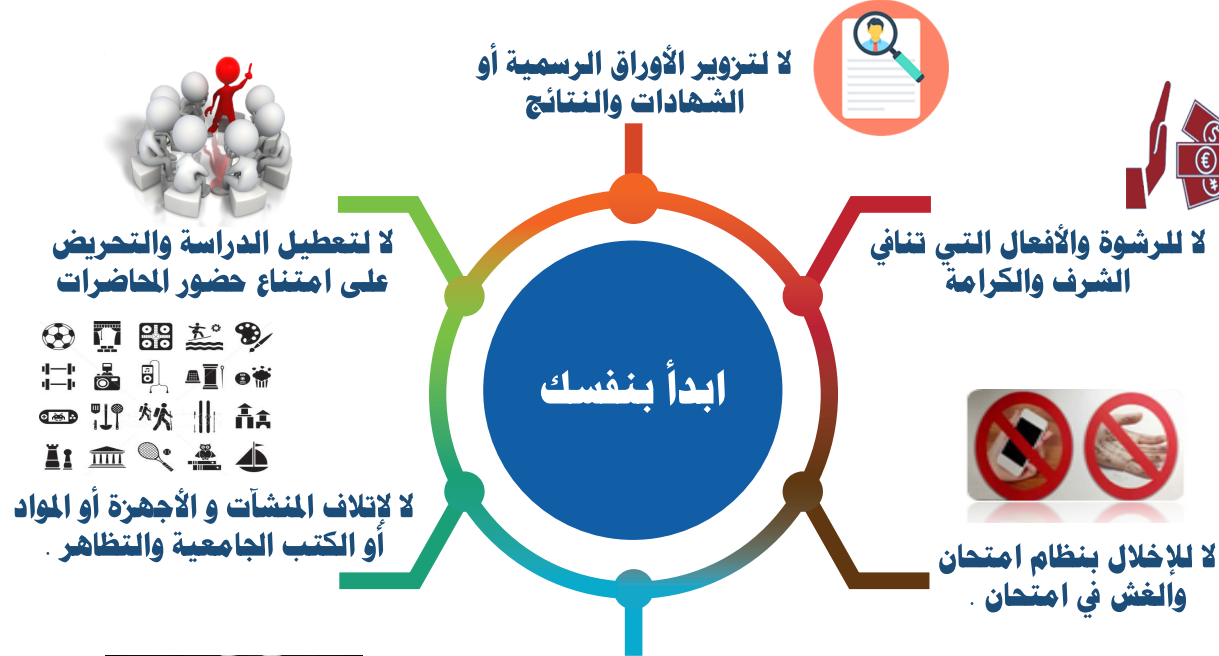 لا لتزوير الأوراق الرسمية أو
الشهادات والنتائج
لا للرشوة والأفعال التي تنافي
الشرف والكرامة
لا لتعطيل الدراسة والتحريض
على امتناع حضور المحاضرات
ابدأ بنفسك
لا لإتلاف المنشآت و الأجهزة أو المواد
أو الكتب الجامعية والتظاهر .
لا للإخلال بنظام امتحان
والغش في امتحان .